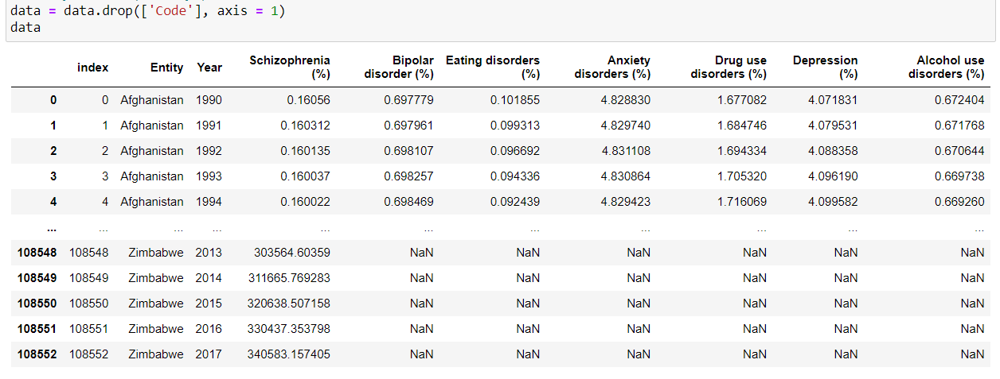 data = data.drop(['Code'], axis = 1)
data
index Entity Year Schizophrenia (%) Bipolar disorder (%) Eating disorders (%) Anxiety disorders (%) Drug use disorders (%) Depression (%) Alcohol use disorders (%)
0 0 Afghanistan 1990 0.16056 0.697779 0.101855 4.828830 1.677082 4.071831 0.672404
1 1 Afghanistan 1991 0.160312 0.697961 0.099313 4.829740 1.684746 4.079531 0.671768
2 2 Afghanistan 1992 0.160135 0.698107 0.096692 4.831108 1.694334 4.088358 0.670644
3 3 Afghanistan 1993 0.160037 0.698257 0.094336 4.830864 1.705320 4.096190 0.669738
4 4 Afghanistan 1994 0.160022 0.698469 0.092439 4.829423 1.716069 4.099582 0.669260
... ... ... ... ... ... ... ... ... ... ...
108548 108548 Zimbabwe 2013 303564.60359 NaN NaN NaN NaN NaN NaN
108549 108549 Zimbabwe 2014 311665.769283 NaN NaN NaN NaN NaN NaN
108550 108550 Zimbabwe 2015 320638.507158 NaN NaN NaN NaN NaN NaN
108551 108551 Zimbabwe 2016 330437.353798 NaN NaN NaN NaN NaN NaN
108552 108552 Zimbabwe 2017 340583.157405 NaN NaN NaN NaN NaN NaN